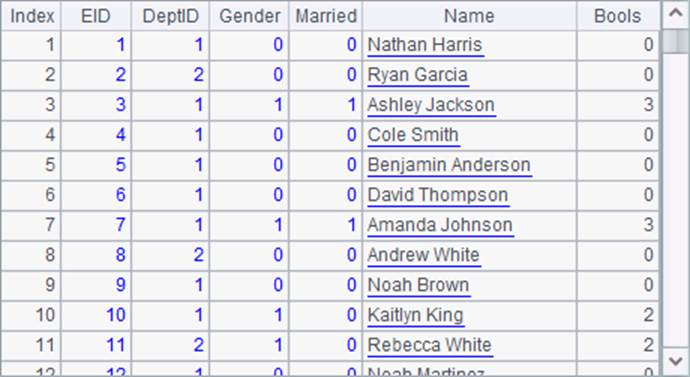 Index EID DeptID Gender Married Name Bools
1 1 1 0 0 Nathan Harris 0
2 2 2 0 0 Ryan Garcia 0
3 3 1 1 1 Ashley Jackson 3
4 4 1 0 0 Cole Smith 0
5 5 1 0 0 Benjamin Anderson 0
6 6 1 0 0 David Thompson 0
7 7 1 1 1 Amanda Johnson 3
8 8 2 0 0 Andrew White 0
9 9 1 0 0 Noah Brown 0
10 10 1 1 0 Kaitlyn King 2
11 11 2 1 0 Rebecca White 2
12 12 1 0 0 Noah Martinez 0